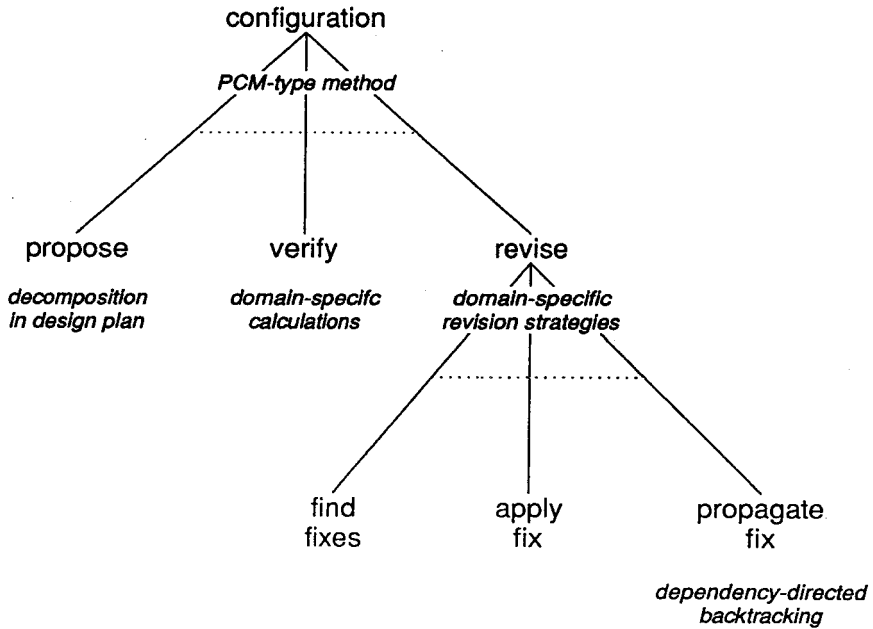 configuration
PCM-type method
propose verify revise
decomposition domain-specifc domain-specific
in design plan calculations revision strategies
find apply propagate
fixes fix fix
dependency-directed
backtracking